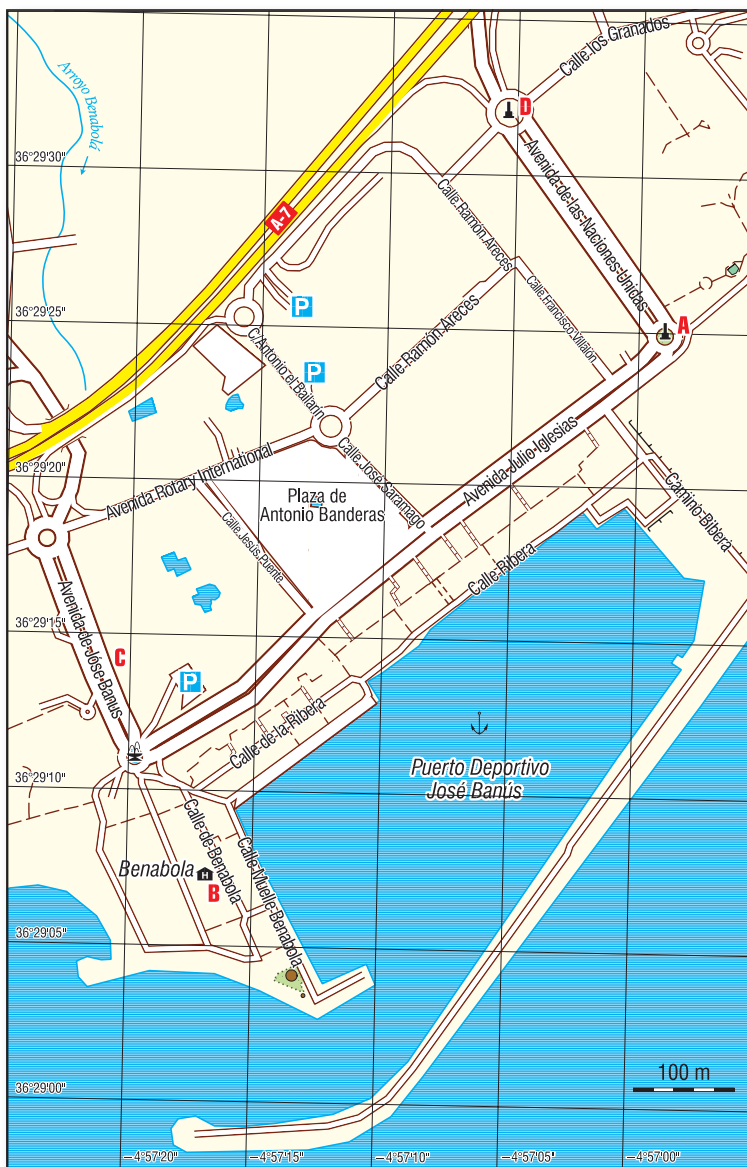 Calle los Granados
D
Arroyo Benabolá
36°29'30"
Avenida de las Naciones Unidas
Calle Ramón Areces
A-7
Calle Francisco Villalón
P
36°29'25"
A
C/Antonio el Bailarín
Calle Ramón Areces
P
Avenida Julio Iglesias
36°29'20"
Avenida Rotary International
Calle José Saramago
Camino Ribera
Plaza de
Antonio Banderas
Calle Jesús Puente
Calle Ribera
36°29'15"
Avenida de José Banús
C
P
Calle de la Ribera
36°29'10"
Puerto Deportivo
José Banús
Calle de Benabola
Calle Muelle Benabola
Benabola
H
B
36°29'05"
100 m
36°29'00"
–4°57'20"
–4°57'15"
–4°57'10"
–4°57'05"
–4°57'00"